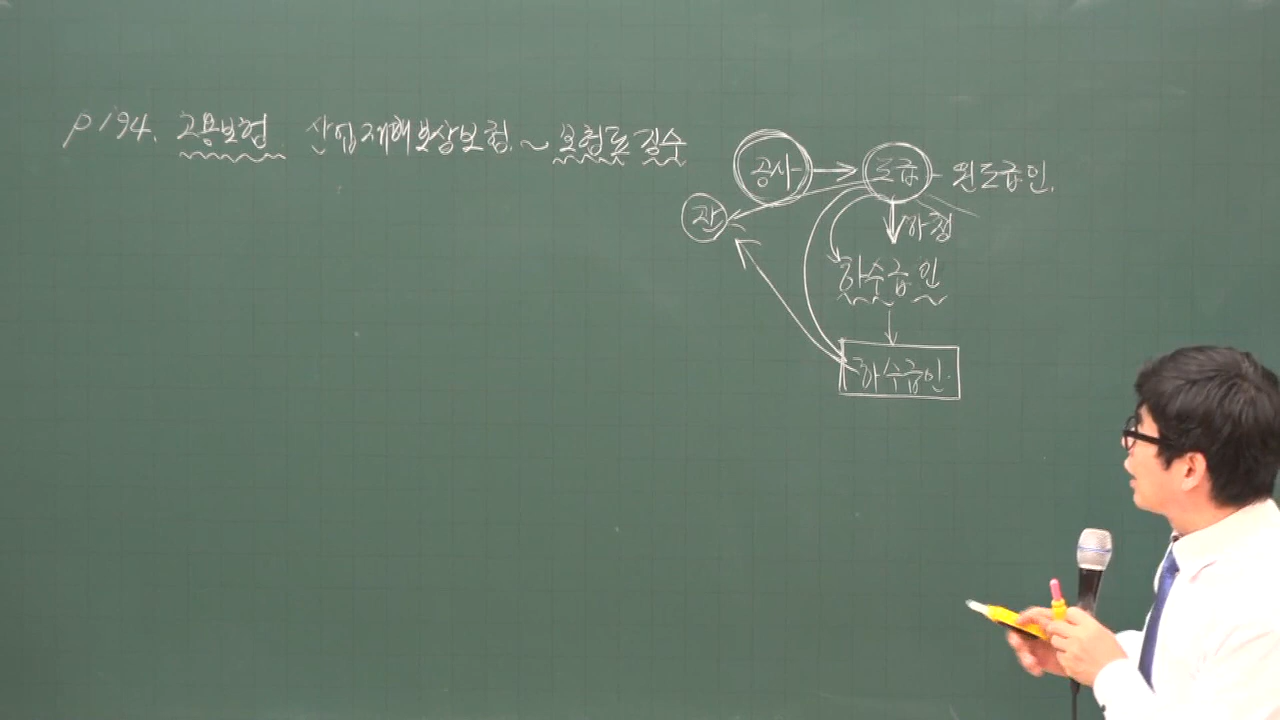 p194. 고용보험 산업재해보상보험 ~ 보험료 징수
공사 → 도급 - 원도급인.
하청
하수급인
하수급인